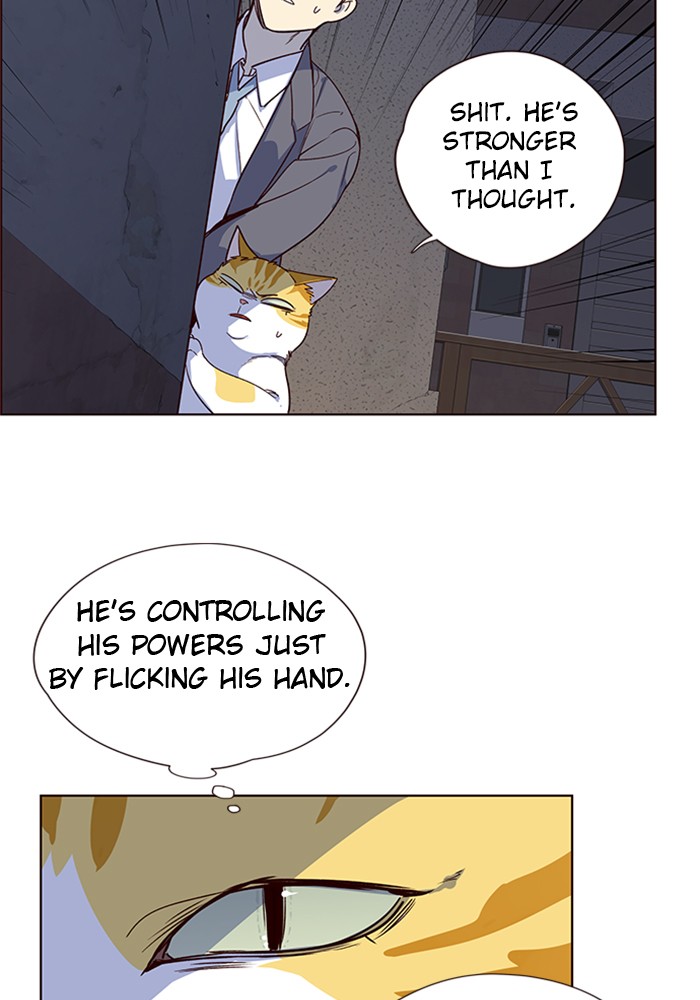 SHIT. HE'S
STRONGER
THAN I
THOUGHT.
HE'S CONTROLLING
HIS POWERS JUST
BY FLICKING HIS HAND.